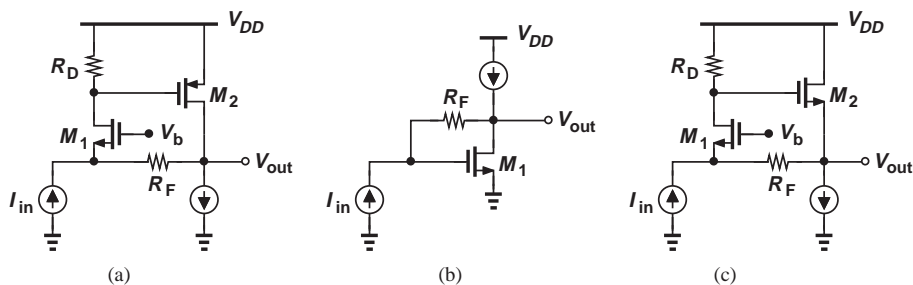 V_DD
R_D
M_2
M_1
V_b
R_F
V_out
I_in
(a)
V_DD
R_F
V_out
M_1
I_in
(b)
V_DD
R_D
M_2
M_1
V_b
R_F
V_out
I_in
(c)